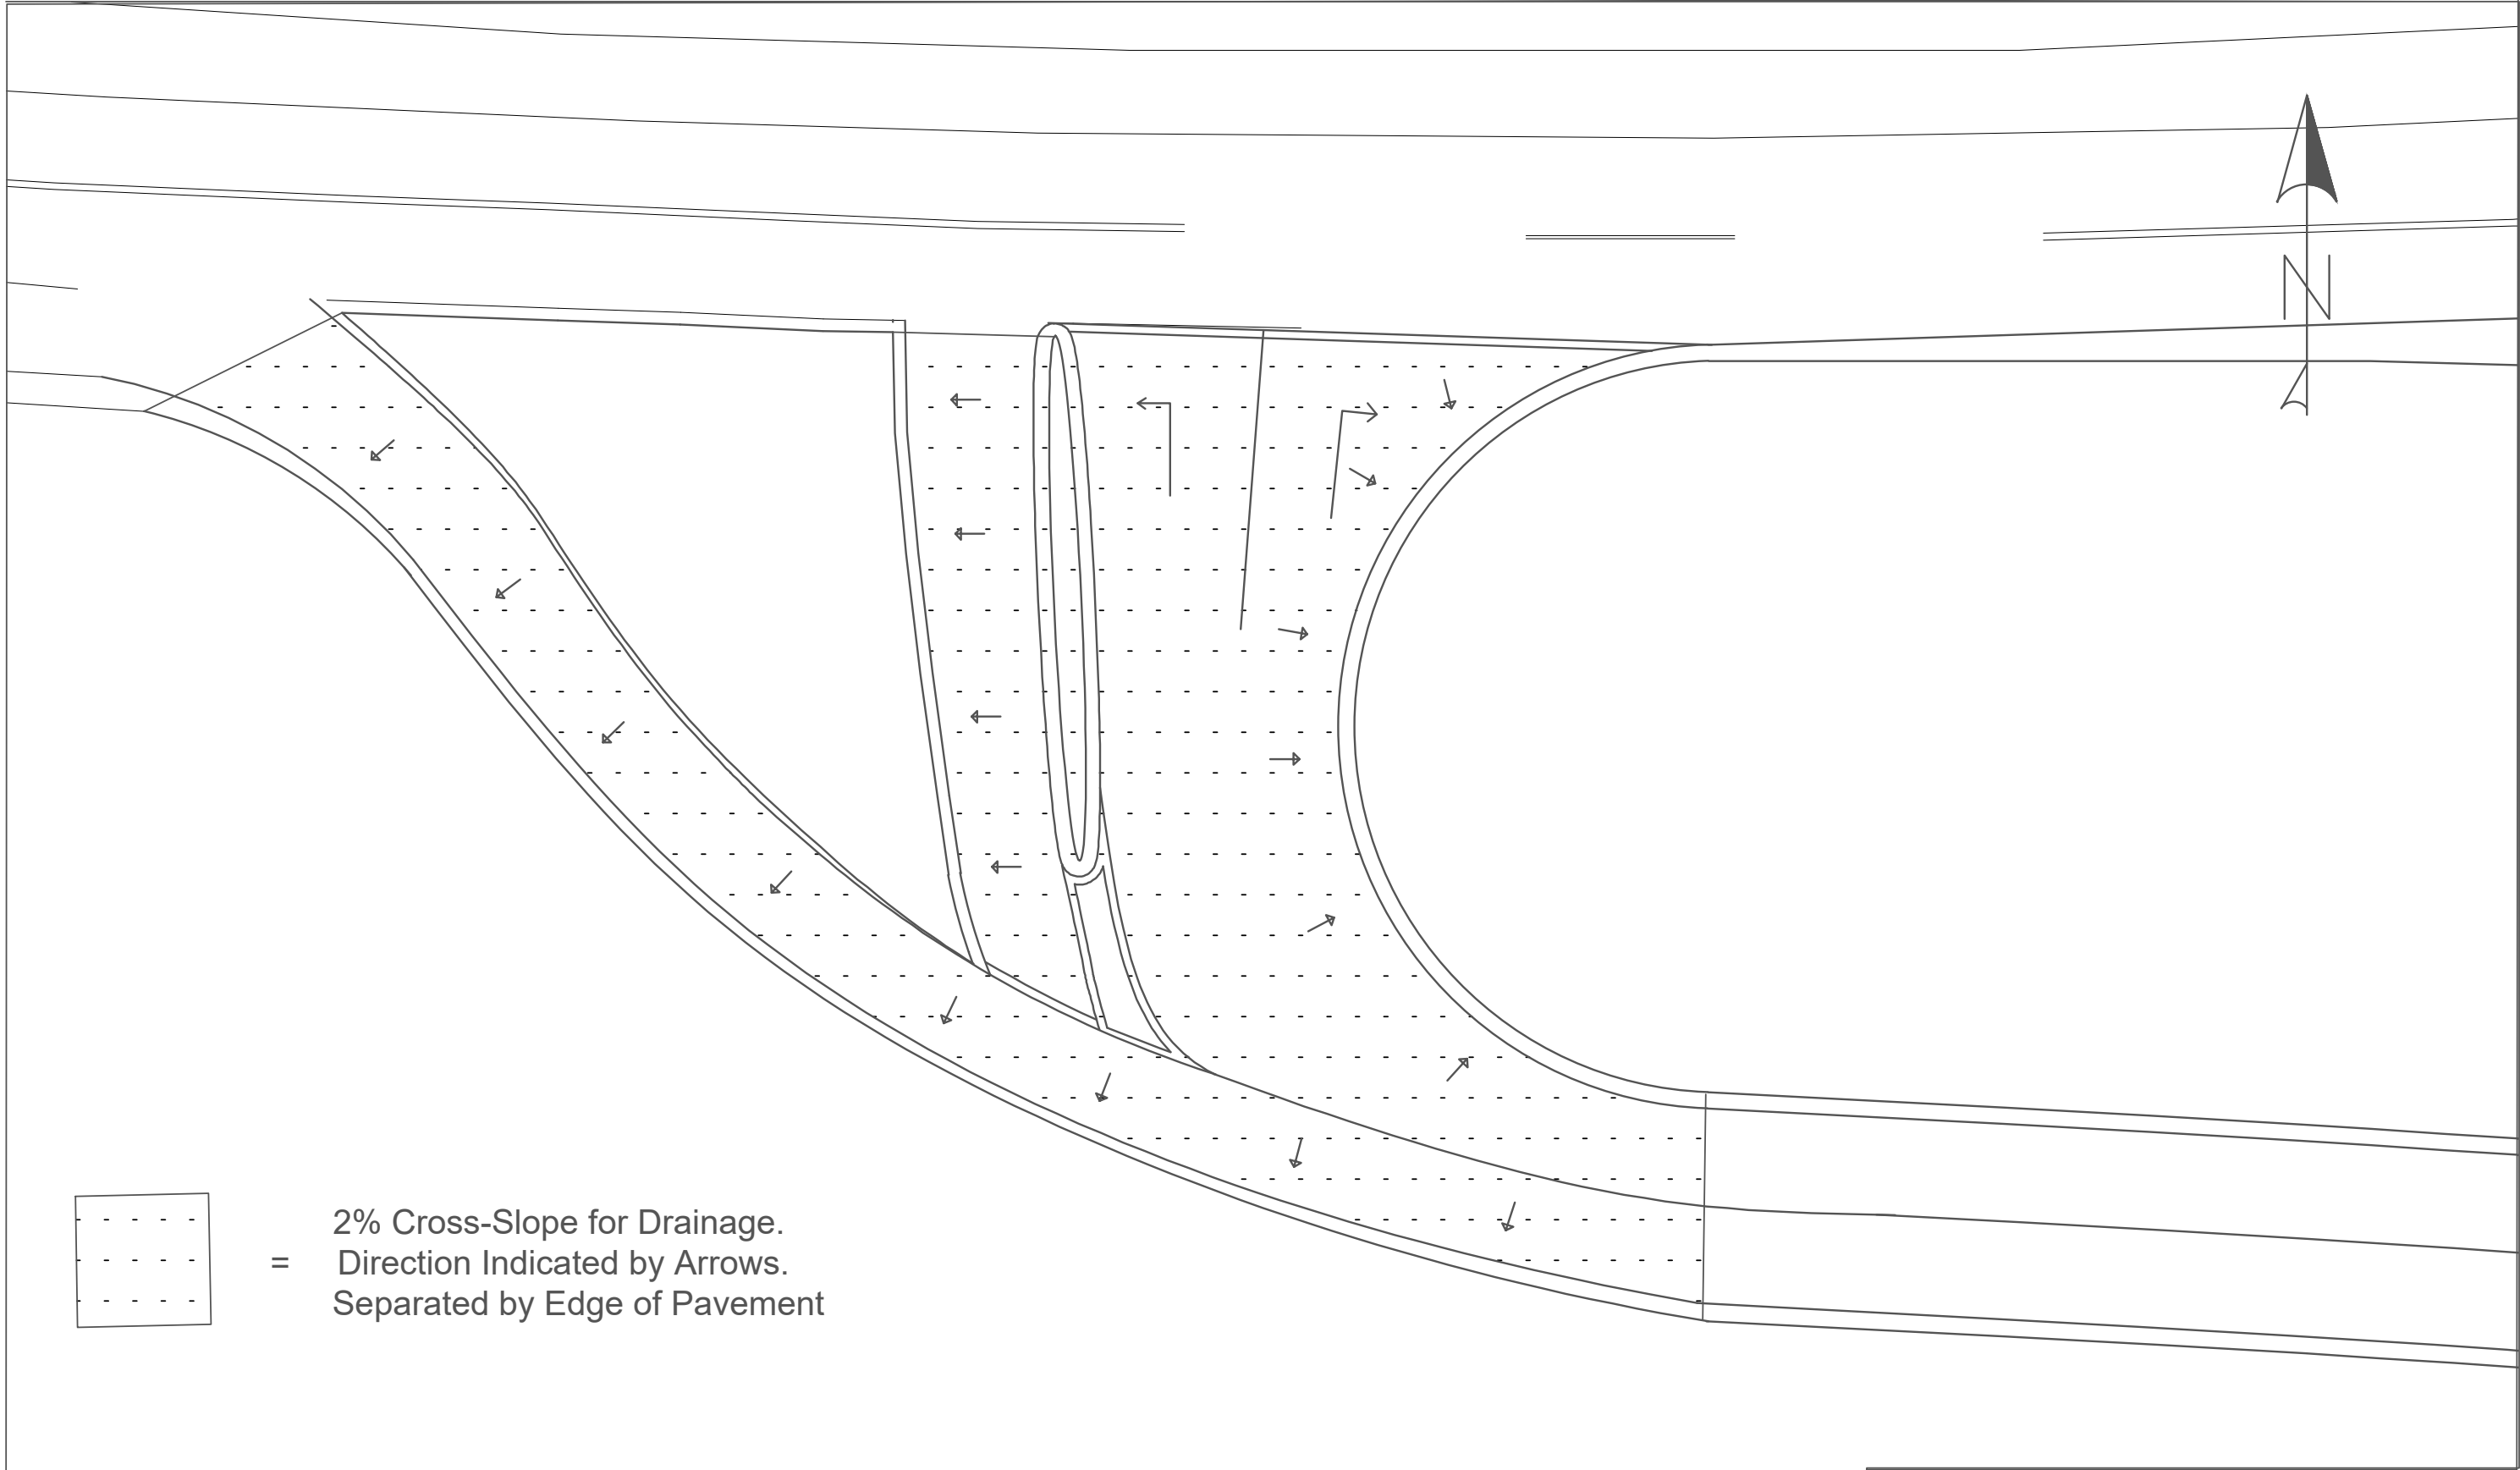 N
2% Cross-Slope for Drainage.
= Direction Indicated by Arrows.
Separated by Edge of Pavement